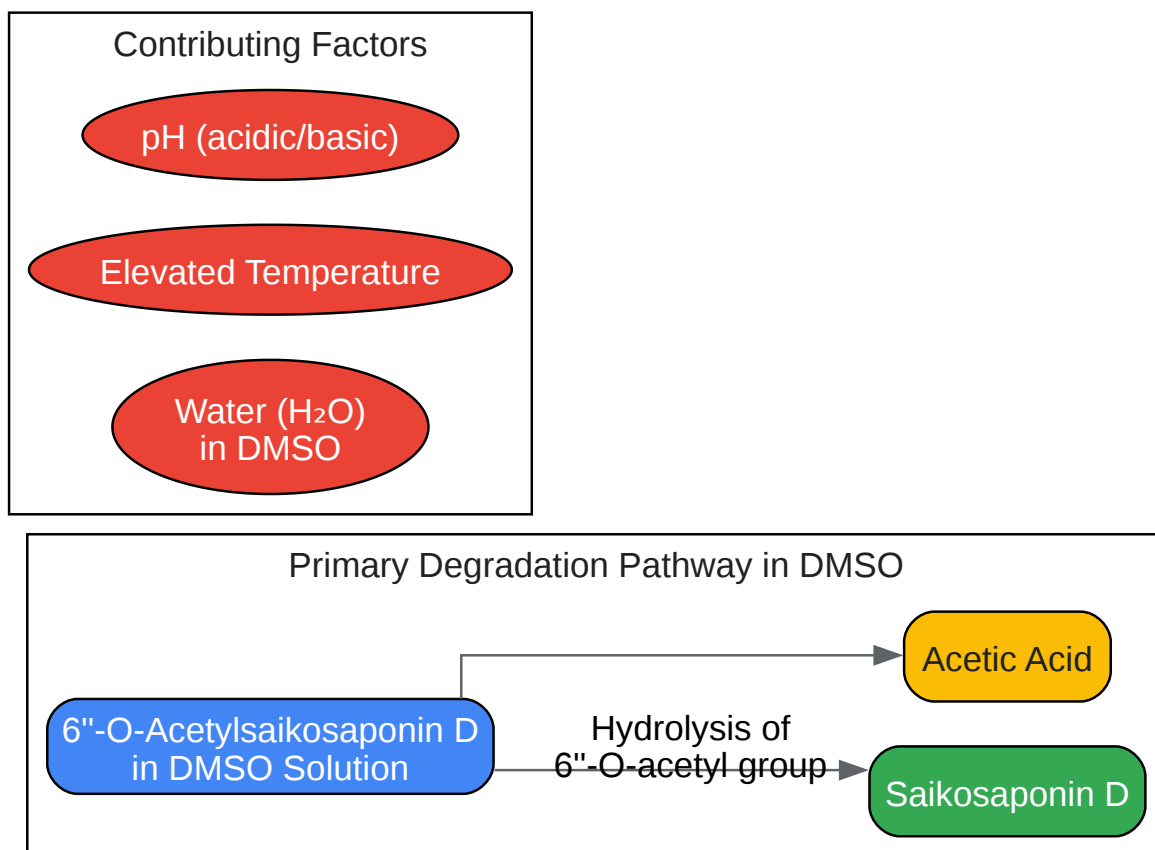 Contributing Factors
pH (acidic/basic)
Elevated Temperature
Water (H₂O)
in DMSO
Primary Degradation Pathway in DMSO
Acetic Acid
6''-O-Acetylsaikosaponin D
in DMSO Solution
Hydrolysis of
6''-O-acetyl group
Saikosaponin D